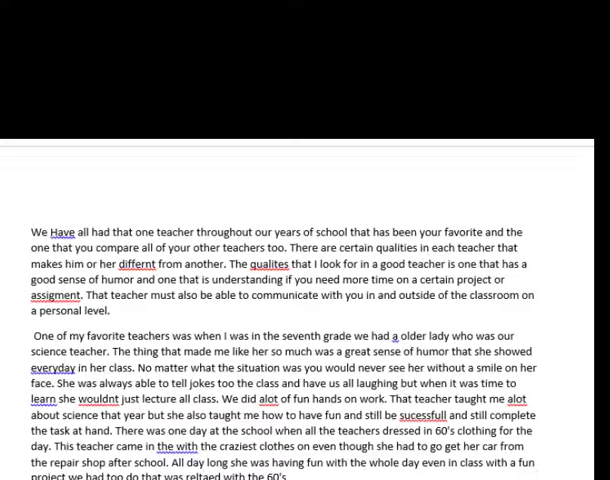 We Have all had that one teacher throughout our years of school that has been your favorite and the
one that you compare all of your other teachers too. There are certain qualities in each teacher that
makes him or her differnt from another. The qualites that I look for in a good teacher is one that has a
good sense of humor and one that is understanding if you need more time on a certain project or
assigment. That teacher must also be able to communicate with you in and outside of the classroom on
a personal level.
One of my favorite teachers was when I was in the seventh grade we had a older lady who was our
science teacher. The thing that made me like her so much was a great sense of humor that she showed
everyday in her class. No matter what the situation was you would never see her without a smile on her
face. She was always able to tell jokes too the class and have us all laughing but when it was time to
learn she wouldnt just lecture all class. We did alot of fun hands on work. That teacher taught me alot
about science that year but she also taught me how to have fun and still be sucessfull and still complete
the task at hand. There was one day at the school when all the teachers dressed in 60's clothing for the
day. This teacher came in the with the craziest clothes on even though she had to go get her car from
the repair shop after school. All day long she was having fun with the whole day even in class with a fun
project we had too do that was reltaed with the 60's